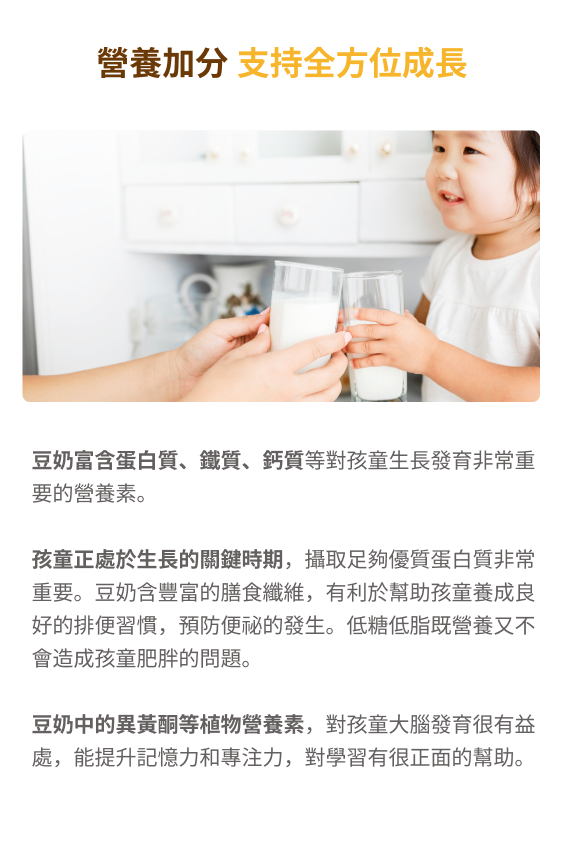 營養加分 支持全方位成長
豆奶富含蛋白質、鐵質、鈣質等對孩童生長發育非常重
要的營養素。
孩童正處於生長的關鍵時期，攝取足夠優質蛋白質非常
重要。豆奶含豐富的膳食纖維，有利於幫助孩童養成良
好的排便習慣，預防便祕的發生。低糖低脂既營養又不
會造成孩童肥胖的問題。
豆奶中的異黃酮等植物營養素，對孩童大腦發育很有益
處，能提升記憶力和專注力，對學習有很正面的幫助。